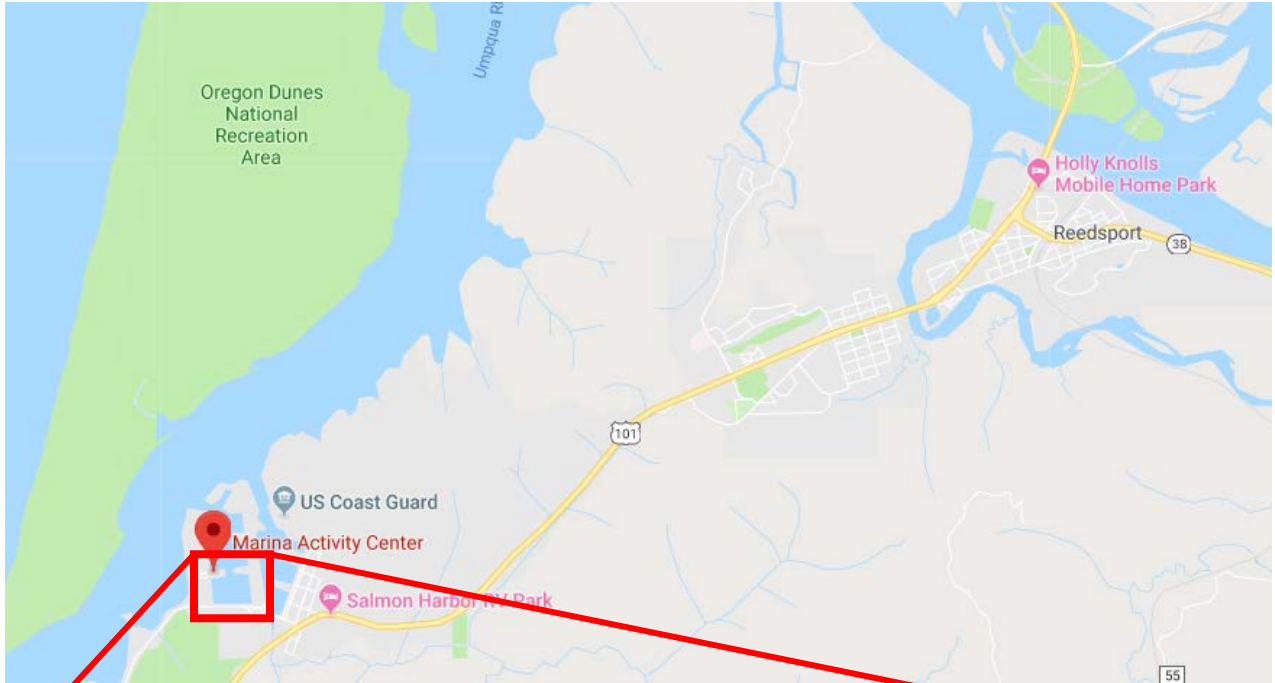 Umpqua Ri
Oregon Dunes
National
Recreation
Area
Holly Knolls
Mobile Home Park
Reedsport
38
101
US Coast Guard
Marina Activity Center
Salmon Harbor RV Park
55